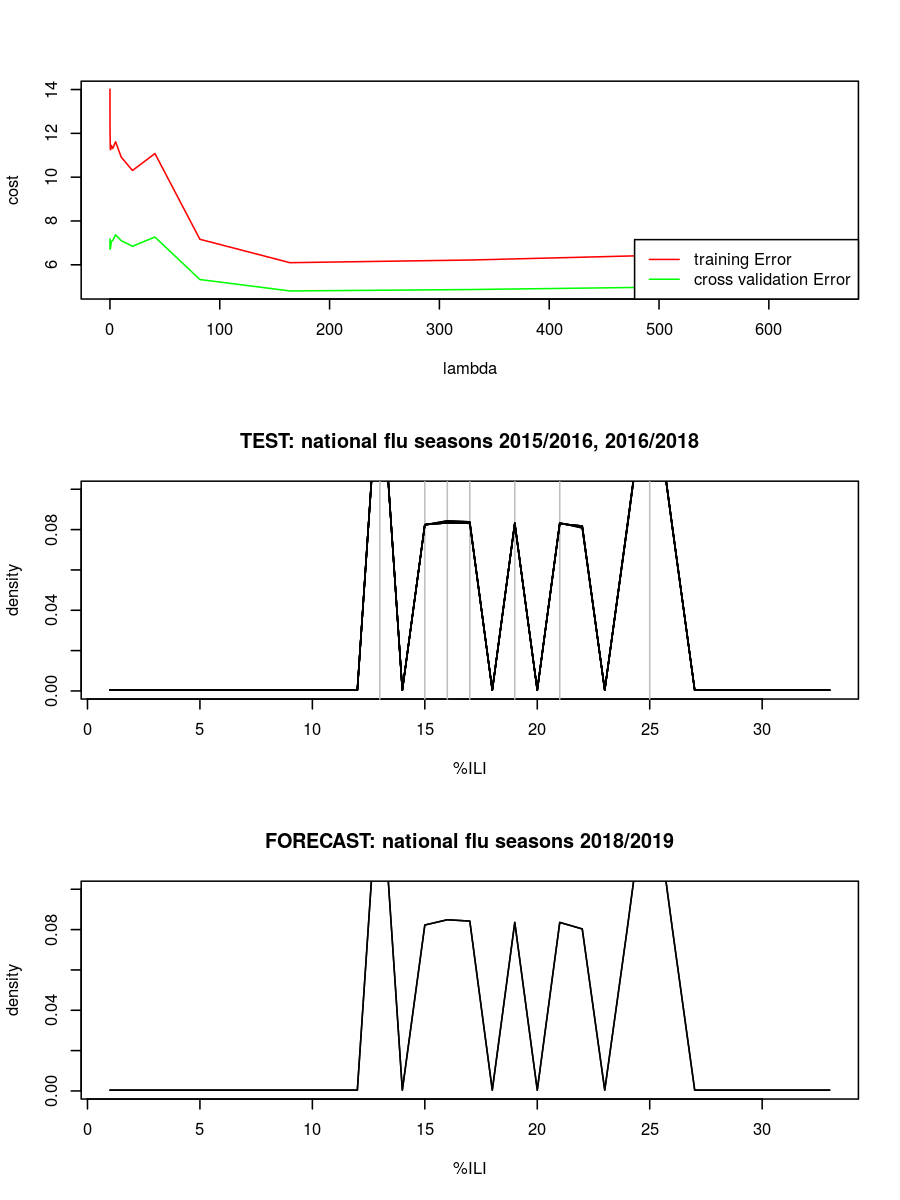 14
12
10
8
6
cost
training Error
cross validation Error
0 100 200 300 400 500 600
lambda
TEST: national flu seasons 2015/2016, 2016/2018
0.08
0.04
0.00
density
0 5 10 15 20 25 30
%ILI
FORECAST: national flu seasons 2018/2019
0.08
0.04
0.00
density
0 5 10 15 20 25 30
%ILI